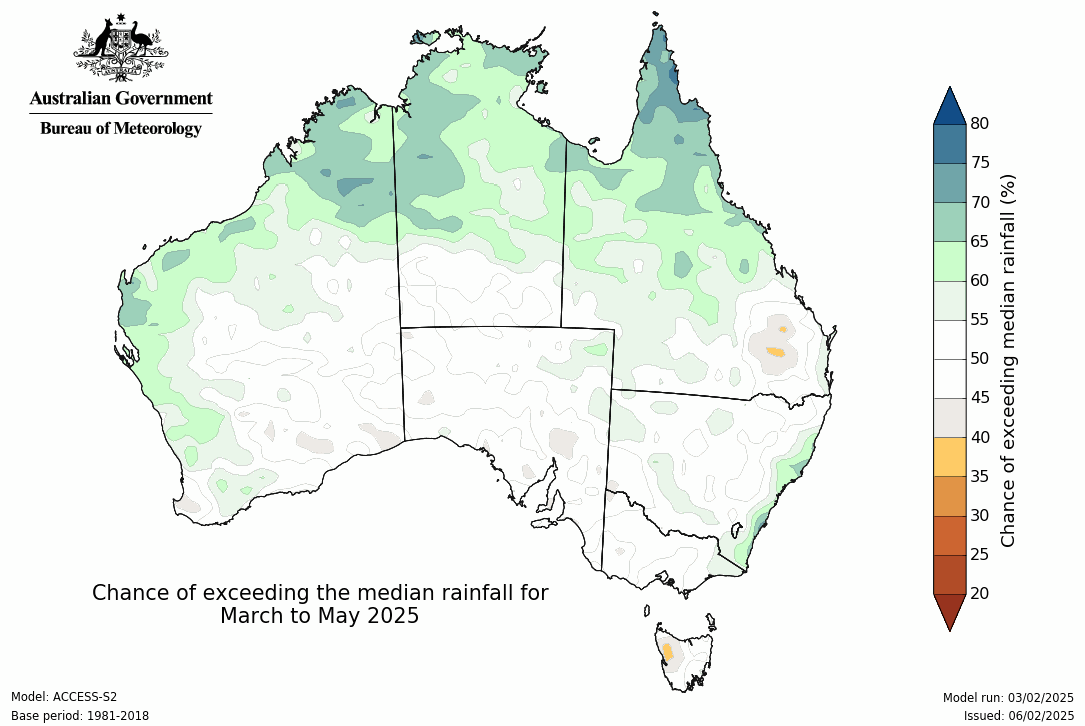 AUSTRALIA
Australian Government
Bureau of Meteorology
80
75
70
65
60
55
50
45
40
35
30
25
20
Chance of exceeding median rainfall (%)
Chance of exceeding the median rainfall for
March to May 2025
Model: ACCESS-S2
Base period: 1981-2018
Model run: 03/02/2025
Issued: 06/02/2025